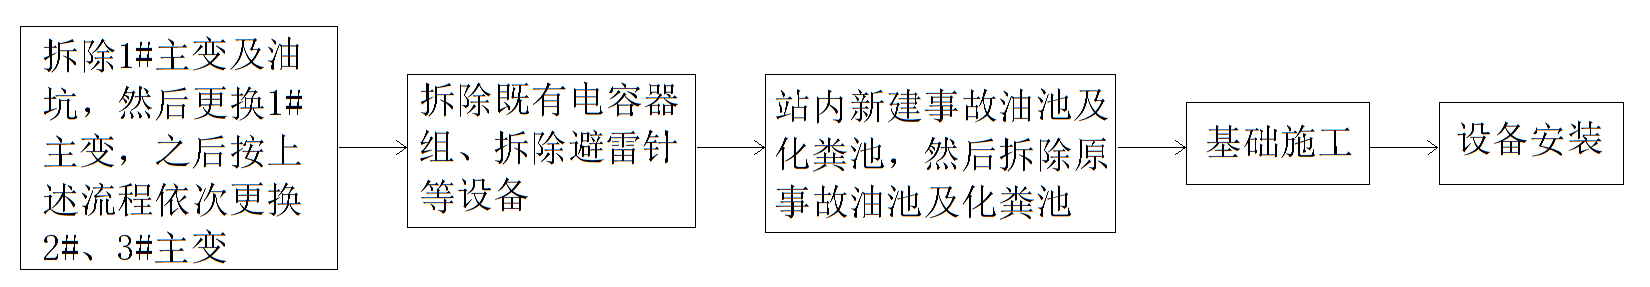 拆除1#主变及油
坑，然后更换1#
主变，之后按上
述流程依次更换
2#、3#主变
拆除既有电容器
组、拆除避雷针
等设备
站内新建事故油池及
化粪池，然后拆除原
事故油池及化粪池
基础施工
设备安装